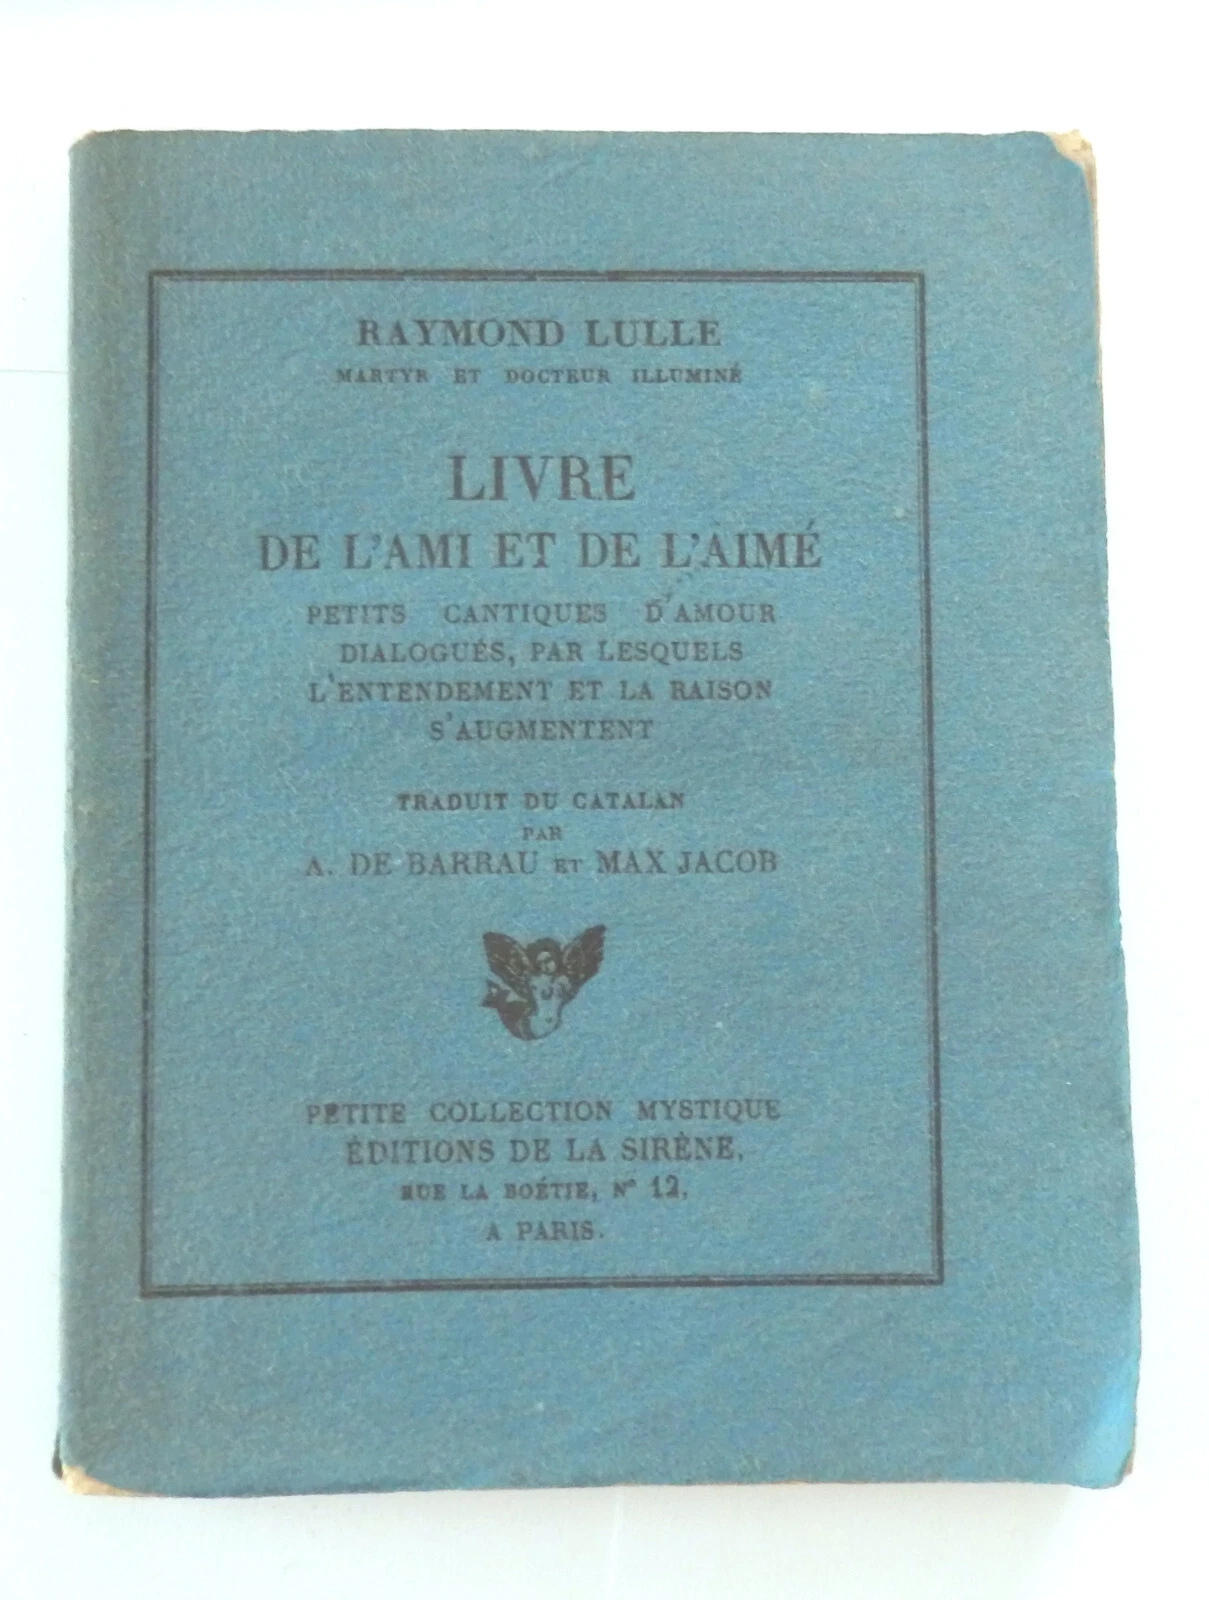 RAYMOND LULLE
MARTYR ET DOCTEUR ILLUMINÉ
LIVRE
DE L'AMI ET DE L'AIMÉ
PETITS CANTIQUES D'AMOUR
DIALOGUÉS, PAR LESQUELS
L'ENTENDEMENT ET LA RAISON
S'AUGMENTENT
TRADUIT DU CATALAN
PAR
A. DE BARRAU ET MAX JACOB
PETITE COLLECTION MYSTIQUE
ÉDITIONS DE LA SIRÈNE,
RUE LA BOÉTIE, N° 12,
A PARIS.